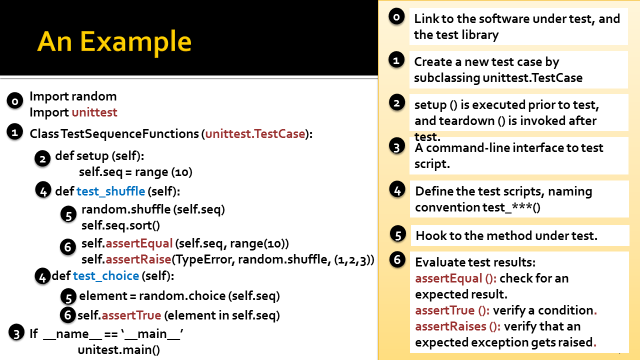 An Example
0 Import random
Import unittest
1 Class TestSequenceFunctions (unittest.TestCase):
2 def setup (self):
self.seq = range (10)
4 def test_shuffle (self):
5 random.shuffle (self.seq)
self.seq.sort()
6 self.assertEqual (self.seq, range(10))
self.assertRaise(TypeError, random.shuffle, (1,2,3))
4 def test_choice (self):
5 element = random.choice (self.seq)
6 self.assertTrue (element in self.seq)
3 If __name__ == ‘__main__’
unitest.main()
0 Link to the software under test, and
the test library
1 Create a new test case by
subclassing unittest.TestCase
2 setup () is executed prior to test,
and teardown () is invoked after
test.
3 A command-line interface to test
script.
4 Define the test scripts, naming
convention test_***()
5 Hook to the method under test.
6 Evaluate test results:
assertEqual (): check for an
expected result.
assertTrue (): verify a condition.
assertRaises (): verify that an
expected exception gets raised.